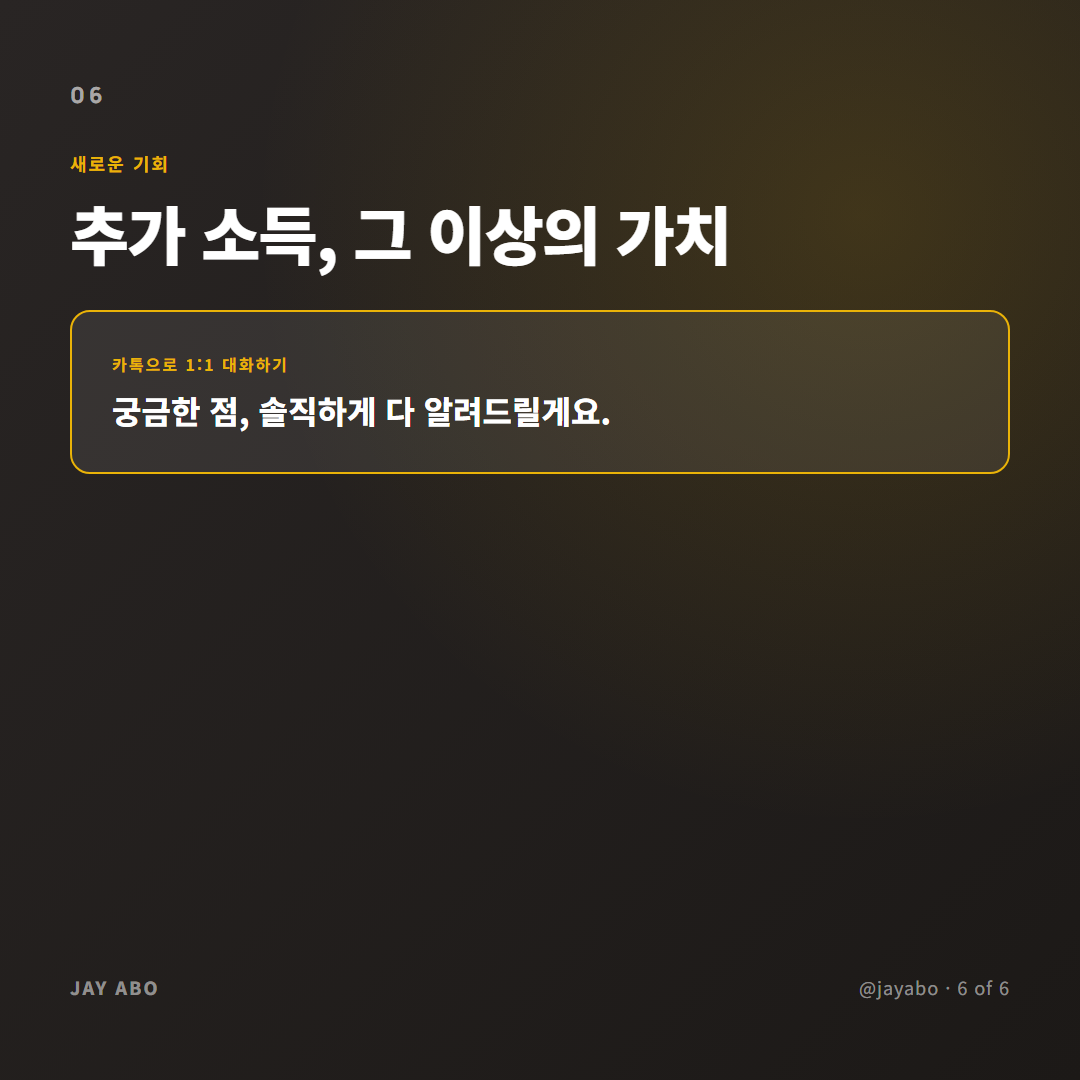 06
새로운 기회
추가 소득, 그 이상의 가치
카톡으로 1:1 대화하기
궁금한 점, 솔직하게 다 알려드릴게요.
JAY ABO
@jayabo · 6 of 6